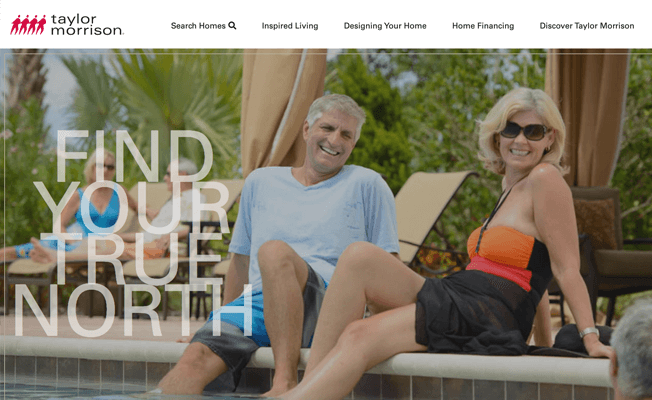 taylor
morrison.
Search Homes
Inspired Living
Designing Your Home
Home Financing
Discover Taylor Morrison
FIND
YOUR
TRUE
NORTH